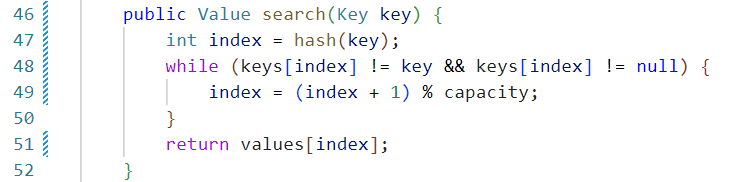 46 public Value search(Key key) {
47 int index = hash(key);
48 while (keys[index] != key && keys[index] != null) {
49 index = (index + 1) % capacity;
50 }
51 return values[index];
52 }